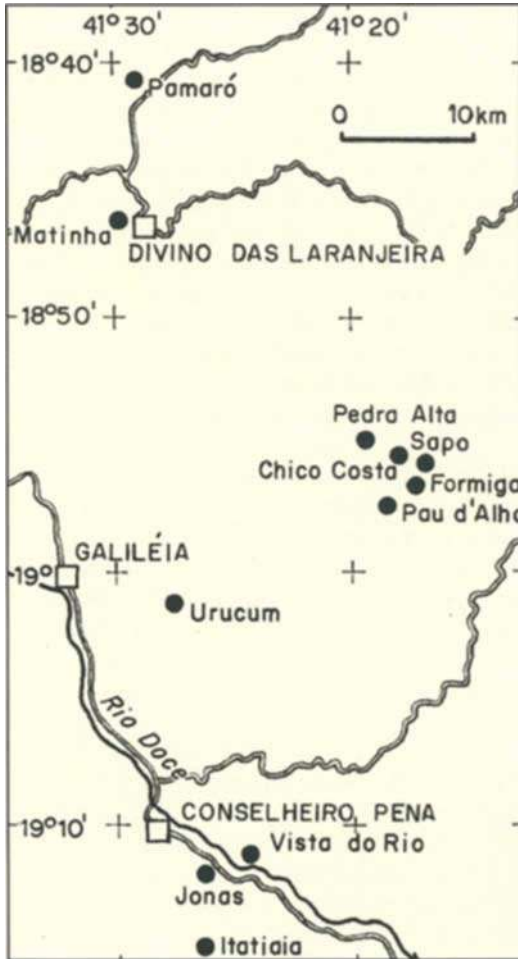 41°30' 41°20'
18°40'
Pamaró
0 10km
Matinha
DIVINO DAS LARANJEIRA
18°50'
Pedra Alta
Sapo
Chico Costa
Formiga
Pau d'Alho
GALILÉIA
19°
Urucum
Rio Doce
CONSELHEIRO PENA
19°10'
Vista do Rio
Jonas
Itatiaia